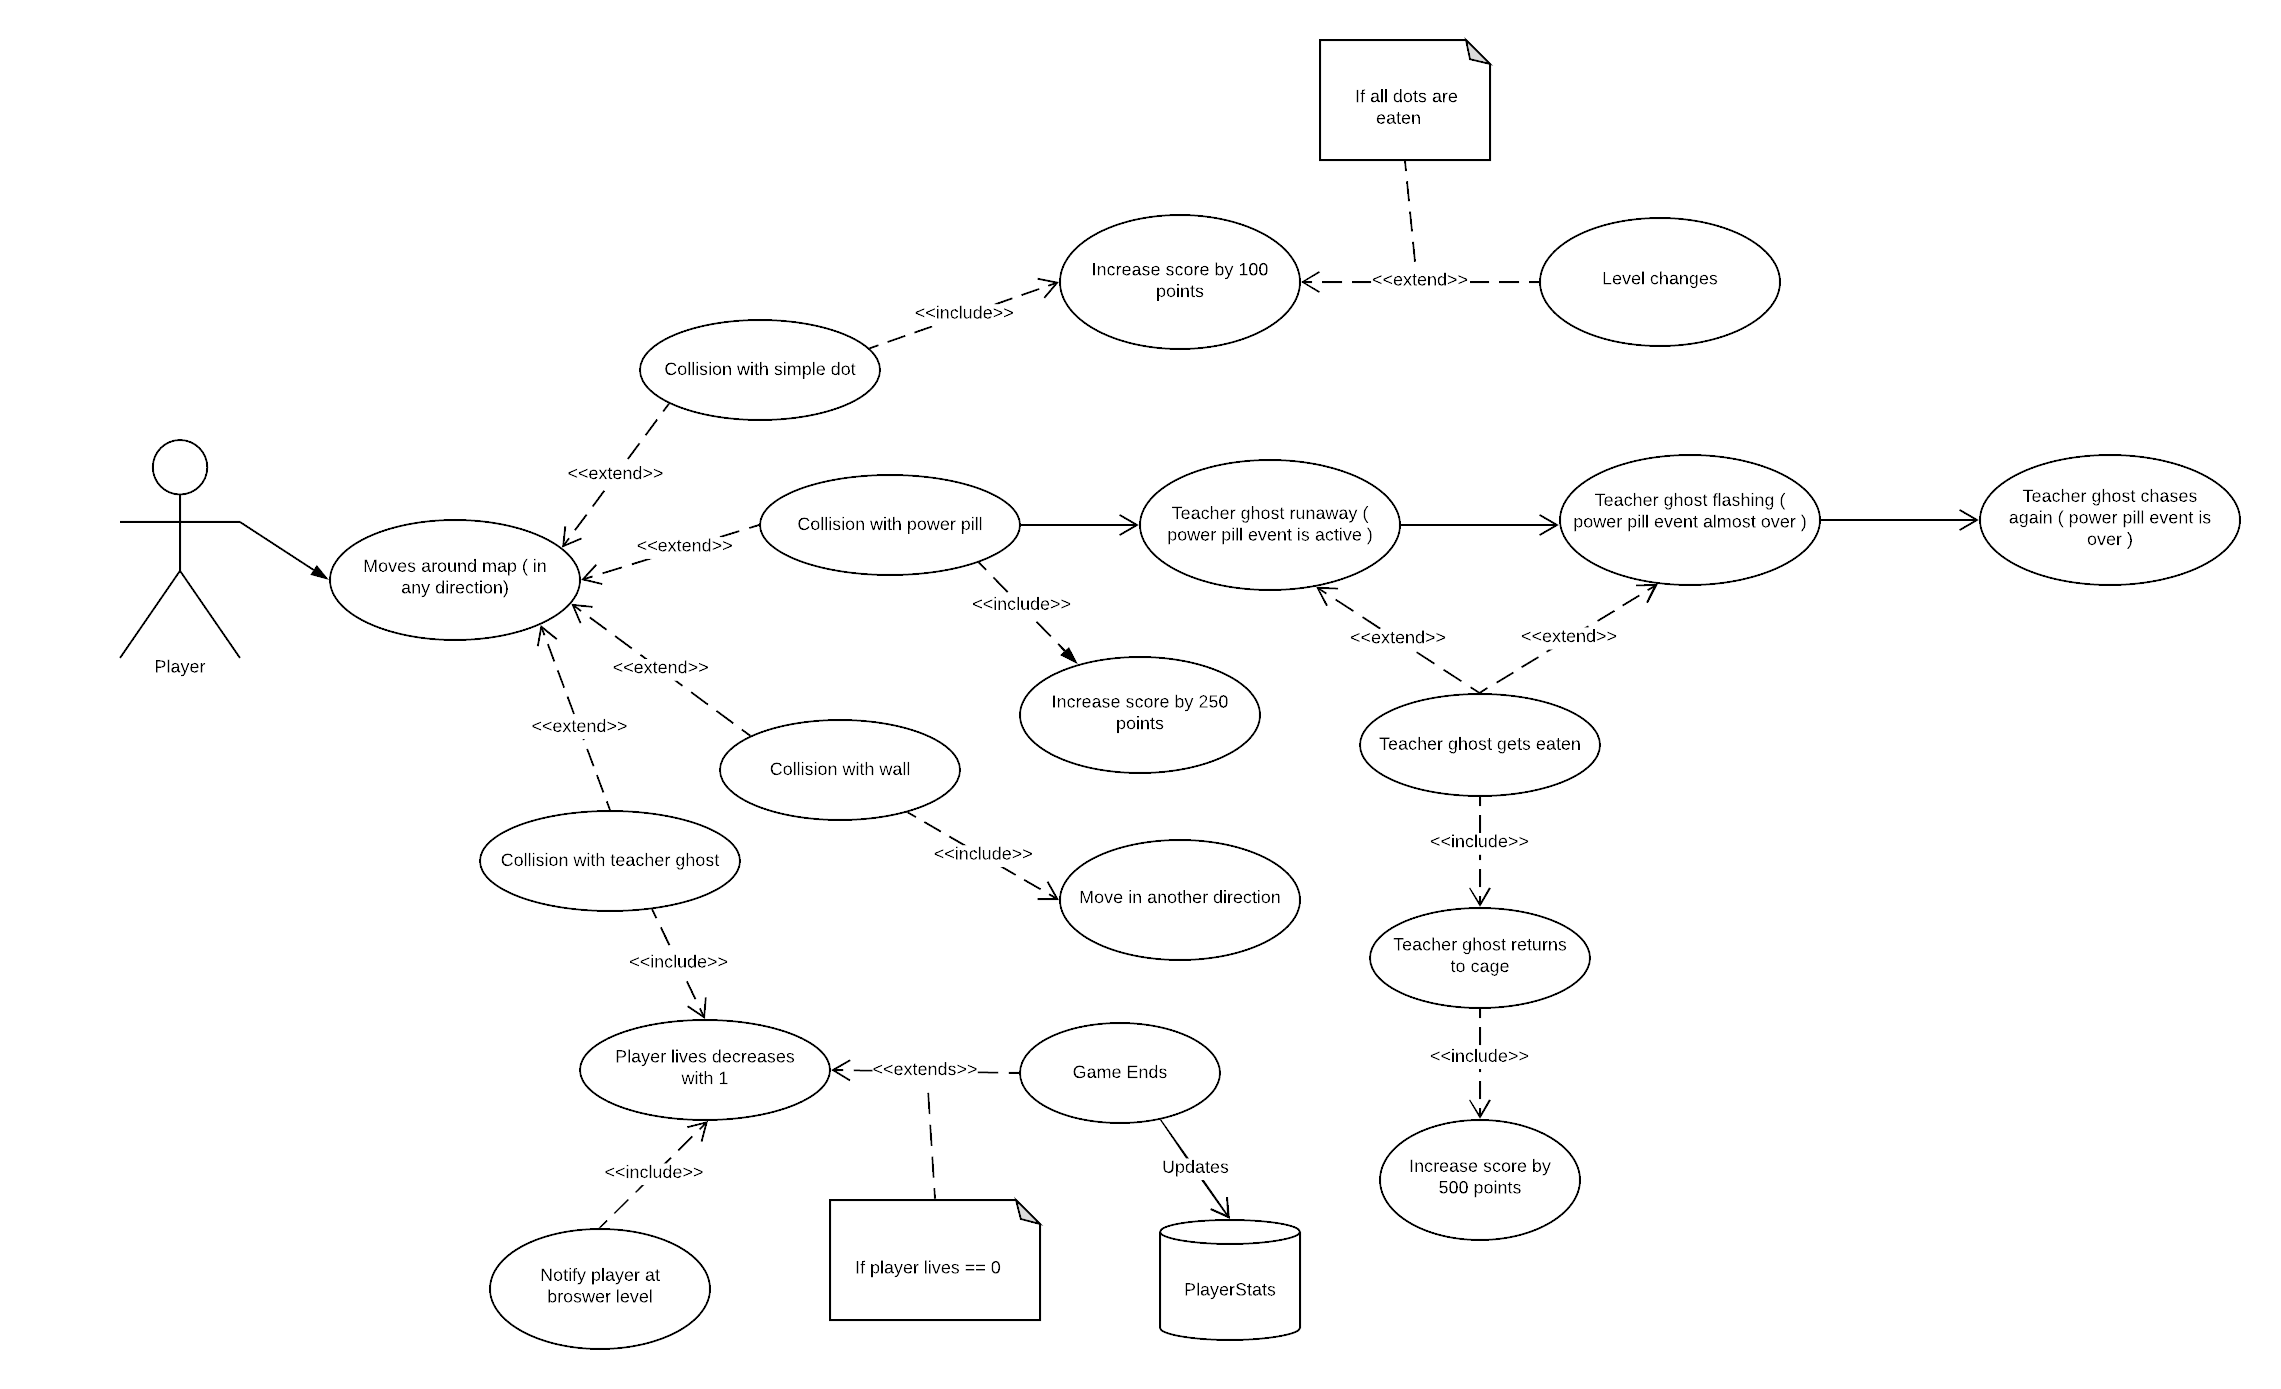 If all dots are
eaten
Increase score by 100
points
<<extend>>
Level changes
<<include>>
Collision with simple dot
<<extend>>
Collision with power pill
Teacher ghost runaway (
power pill event is active )
Teacher ghost flashing (
power pill event almost over )
Teacher ghost chases
again ( power pill event is
over )
<<extend>>
Moves around map ( in
any direction)
Player
<<include>>
<<extend>>
<<extend>>
<<extend>>
<<extend>>
Increase score by 250
points
Teacher ghost gets eaten
Collision with wall
<<include>>
<<include>>
Collision with teacher ghost
Move in another direction
<<include>>
Teacher ghost returns
to cage
Player lives decreases
with 1
<<extends>>
Game Ends
<<include>>
<<include>>
Updates
Increase score by
500 points
Notify player at
broswer level
If player lives == 0
PlayerStats